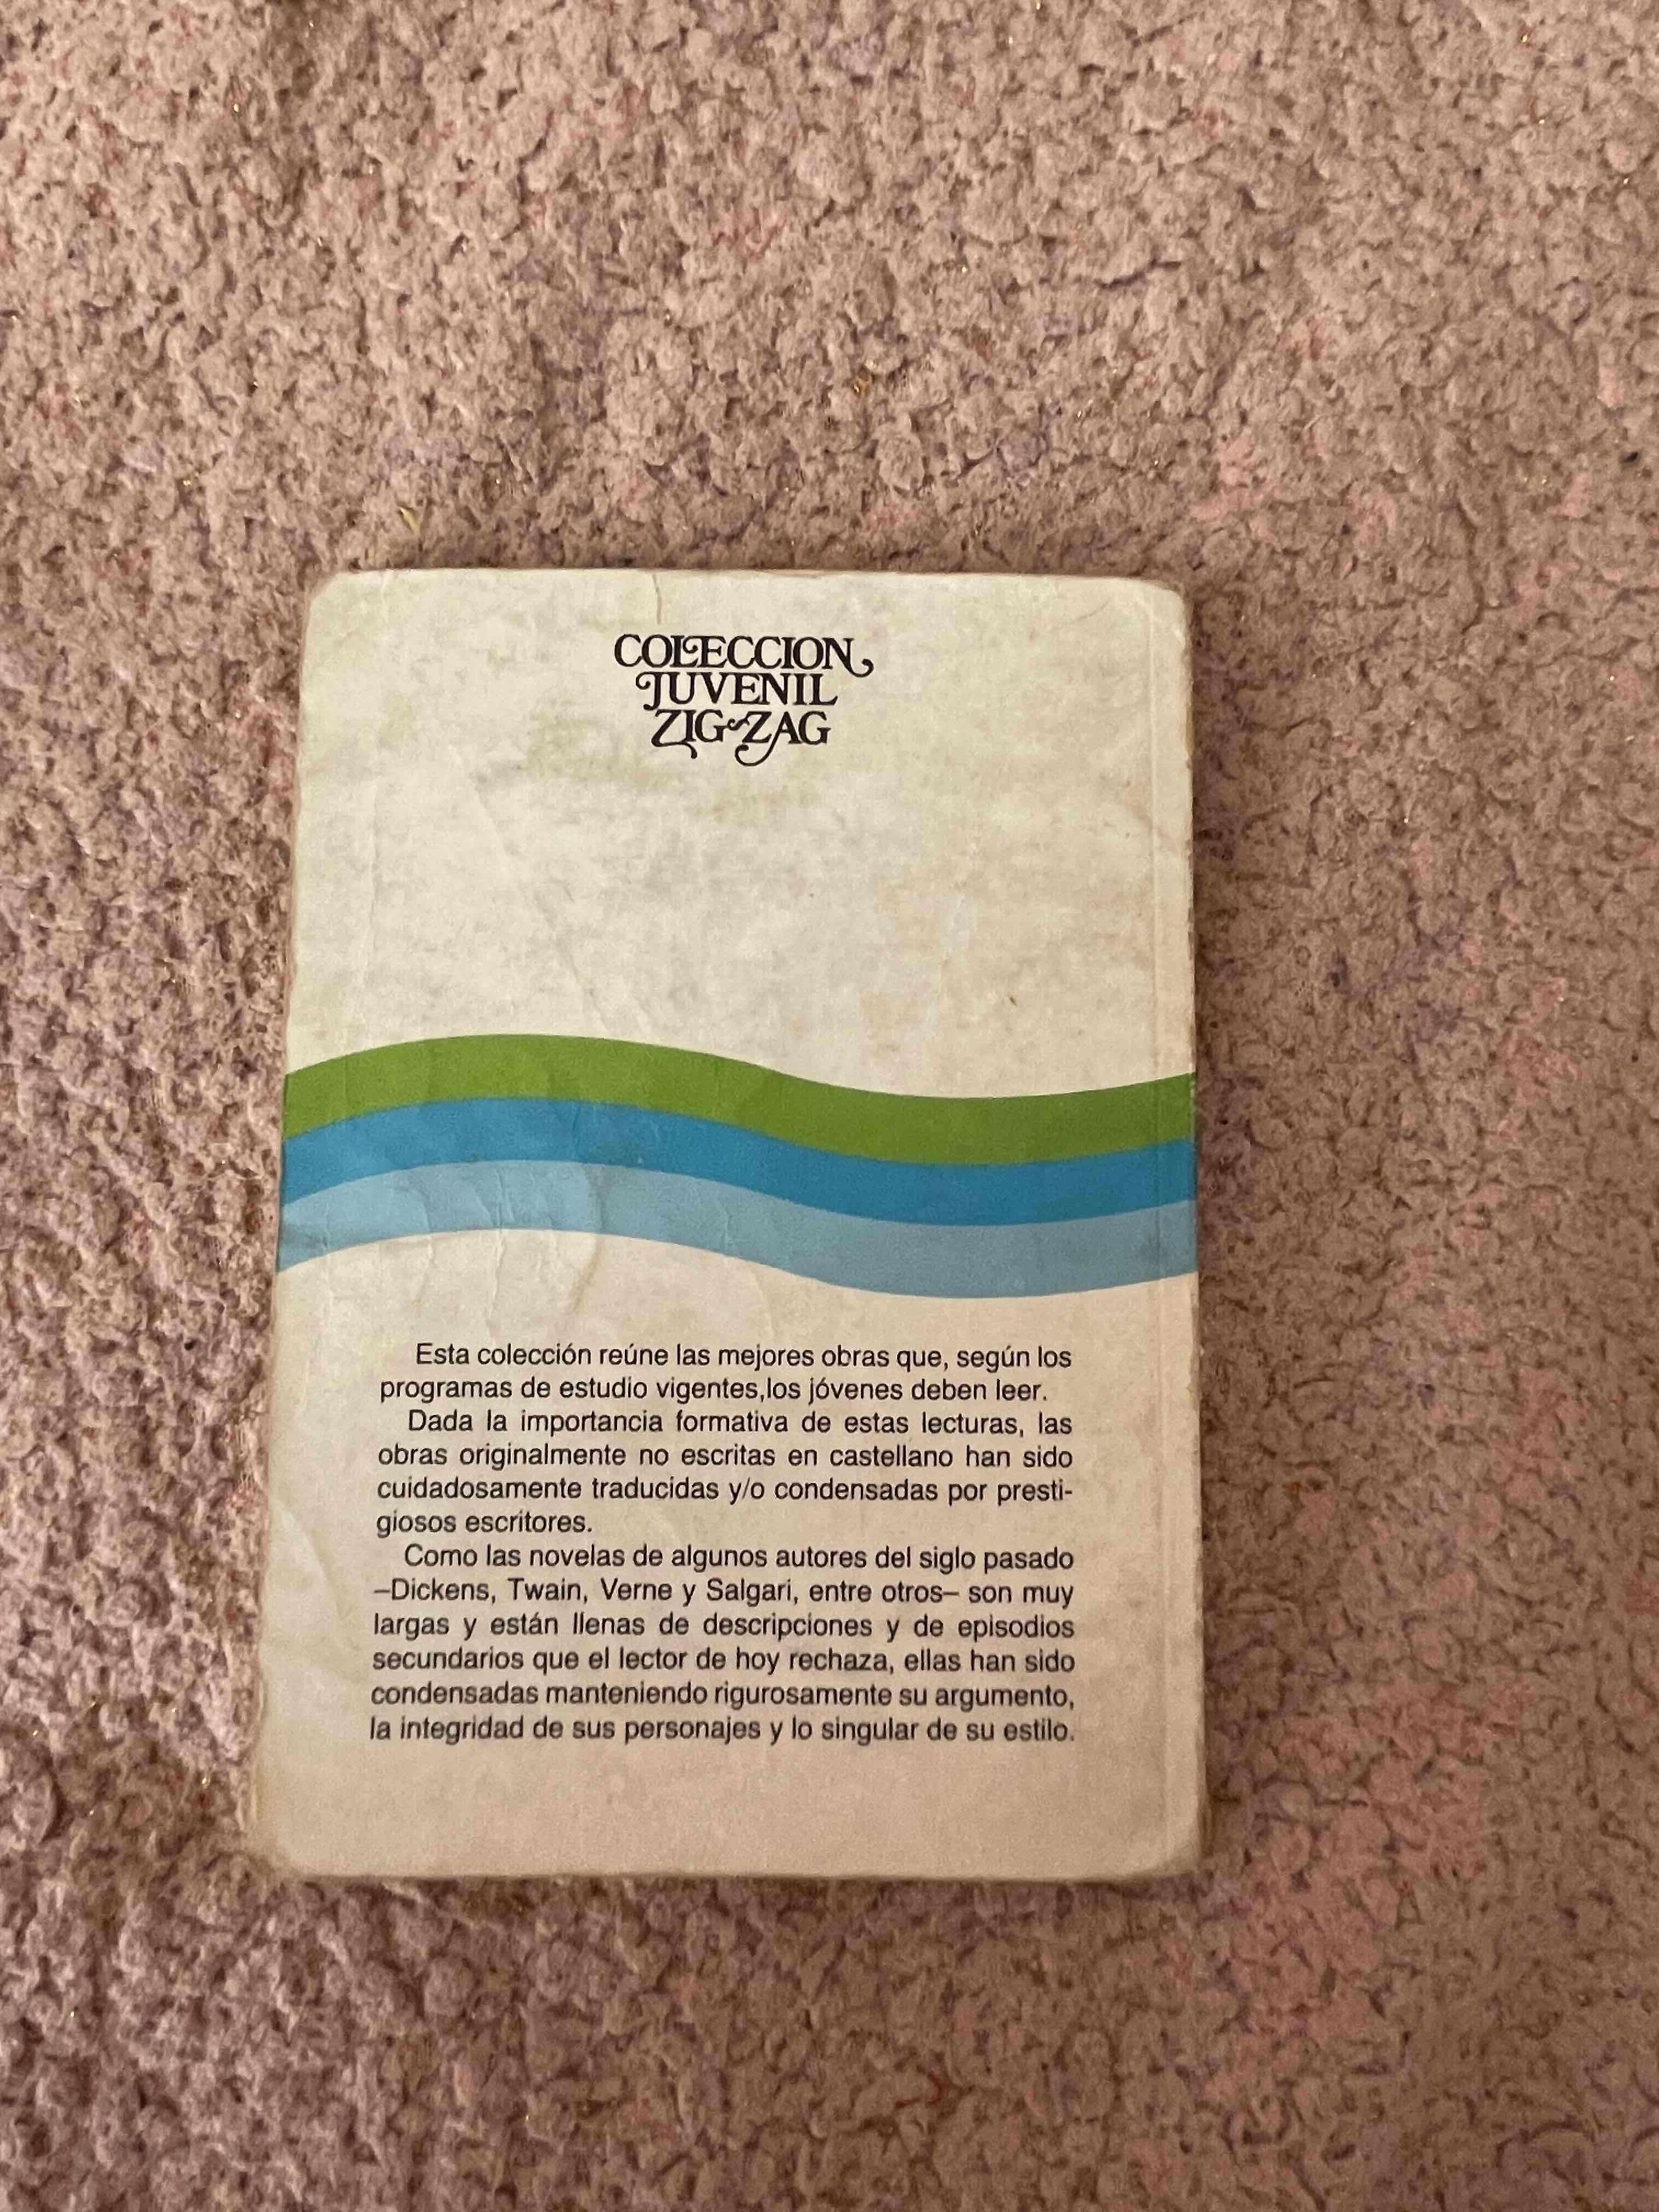 COLECCION
JUVENIL
ZIG-ZAG
Esta colección reúne las mejores obras que, según los
programas de estudio vigentes,los jóvenes deben leer.
Dada la importancia formativa de estas lecturas, las
obras originalmente no escritas en castellano han sido
cuidadosamente traducidas y/o condensadas por presti-
giosos escritores.
Como las novelas de algunos autores del siglo pasado
–Dickens, Twain, Verne y Salgari, entre otros– son muy
largas y están llenas de descripciones y de episodios
secundarios que el lector de hoy rechaza, ellas han sido
condensadas manteniendo rigurosamente su argumento,
la integridad de sus personajes y lo singular de su estilo.